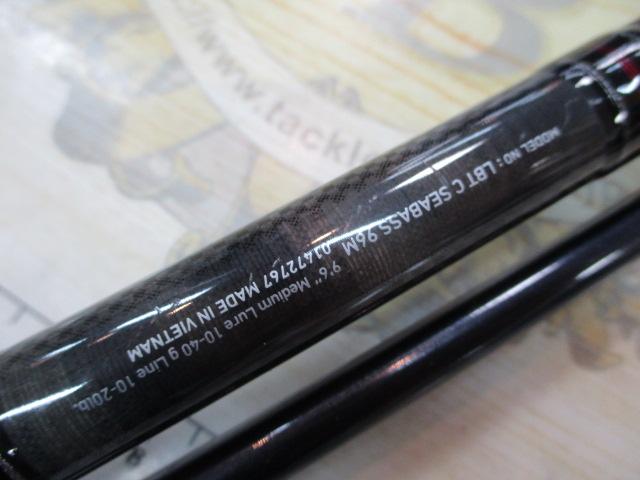 MODEL NO : LBT C SEABASS 96M 01472767 MADE IN VIETNAM
9'6" Medium Lure 10-40 g Line 10-20lb.
//www.tackle